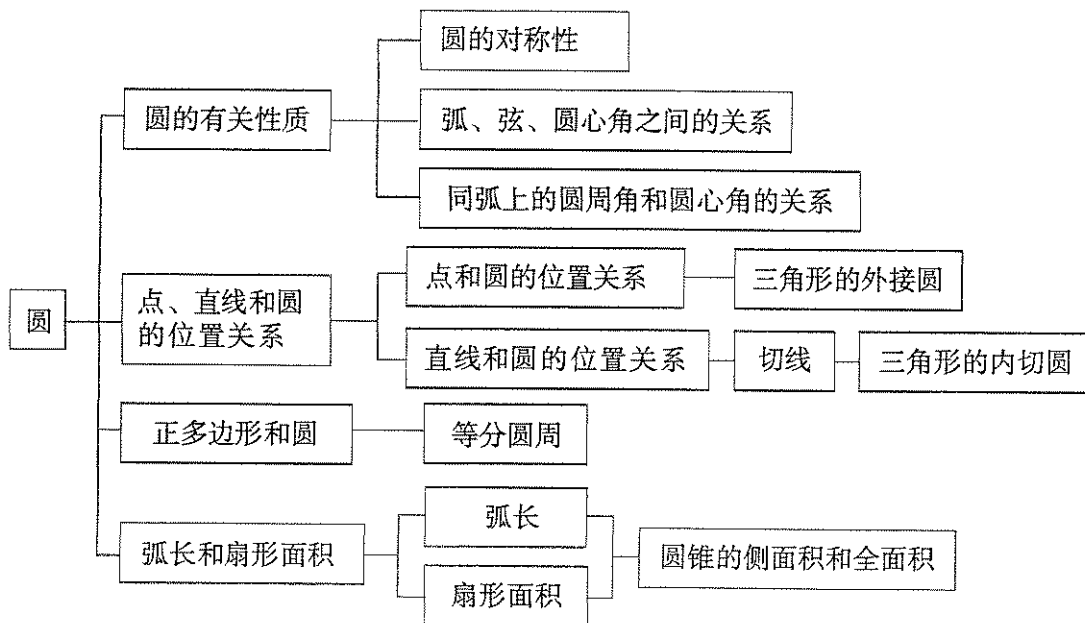 圆
圆的有关性质
圆的对称性
弧、弦、圆心角之间的关系
同弧上的圆周角和圆心角的关系
点、直线和圆
的位置关系
点和圆的位置关系
三角形的外接圆
直线和圆的位置关系
切线
三角形的内切圆
正多边形和圆
等分圆周
弧长和扇形面积
弧长
扇形面积
圆锥的侧面积和全面积